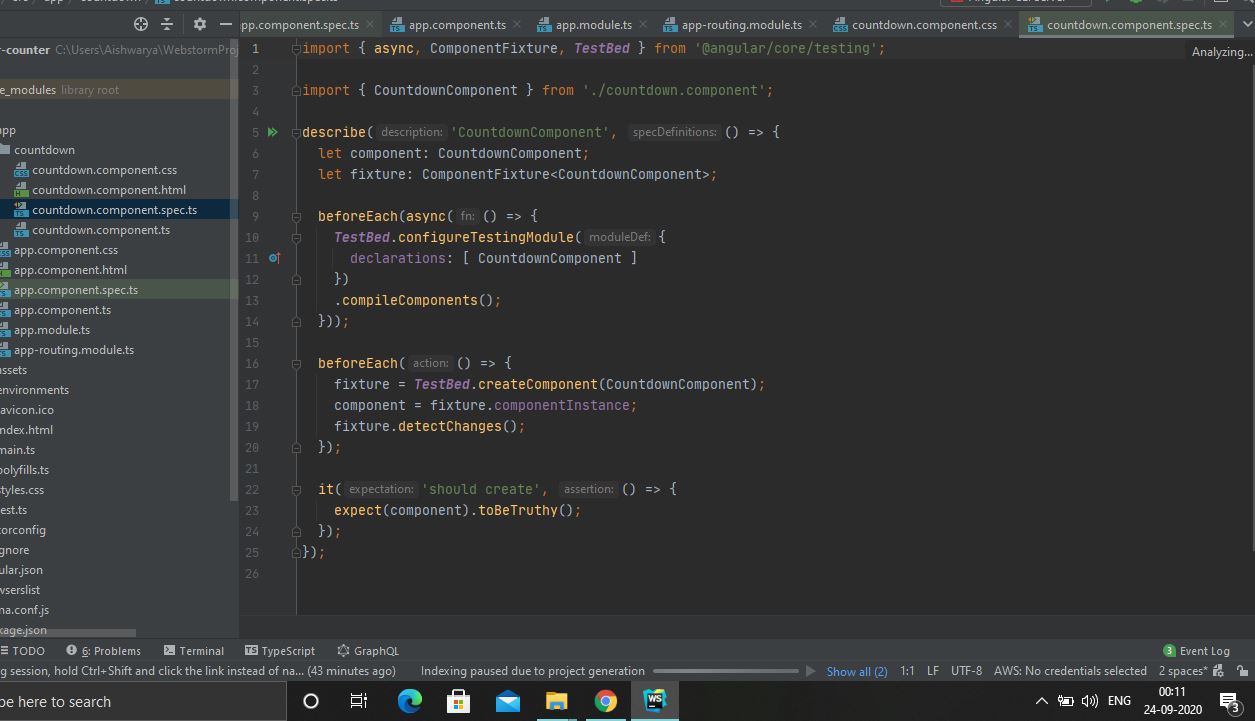 app.component.spec.ts app.component.ts app.module.ts app-routing.module.ts countdown.component.css countdown.component.spec.ts
r-counter C:\Users\Aishwarya\WebstormProj
e_modules library root
app
countdown
countdown.component.css
countdown.component.html
countdown.component.spec.ts
countdown.component.ts
app.component.css
app.component.html
app.component.spec.ts
app.component.ts
app.module.ts
app-routing.module.ts
assets
environments
favicon.ico
index.html
main.ts
polyfills.ts
styles.css
test.ts
torconfig
gnore
ular.json
wserslist
ma.conf.js
kage.json
Analyzing...
1 import { async, ComponentFixture, TestBed } from '@angular/core/testing';
2
3 import { CountdownComponent } from './countdown.component';
4
5 describe( description: 'CountdownComponent', specDefinitions: () => {
6 let component: CountdownComponent;
7 let fixture: ComponentFixture<CountdownComponent>;
8
9 beforeEach(async( fn: () => {
10 TestBed.configureTestingModule( moduleDef: {
11 declarations: [ CountdownComponent ]
12 })
13 .compileComponents();
14 }));
15
16 beforeEach( action: () => {
17 fixture = TestBed.createComponent(CountdownComponent);
18 component = fixture.componentInstance;
19 fixture.detectChanges();
20 });
21
22 it( expectation: 'should create', assertion: () => {
23 expect(component).toBeTruthy();
24 });
25 });
26
TODO 6: Problems Terminal TypeScript GraphQL 3 Event Log
g session, hold Ctrl+Shift and click the link instead of na... (43 minutes ago) Indexing paused due to project generation Show all (2) 1:1 LF UTF-8 AWS: No credentials selected 2 spaces*
pe here to search WS ENG 00:11
24-09-2020 3